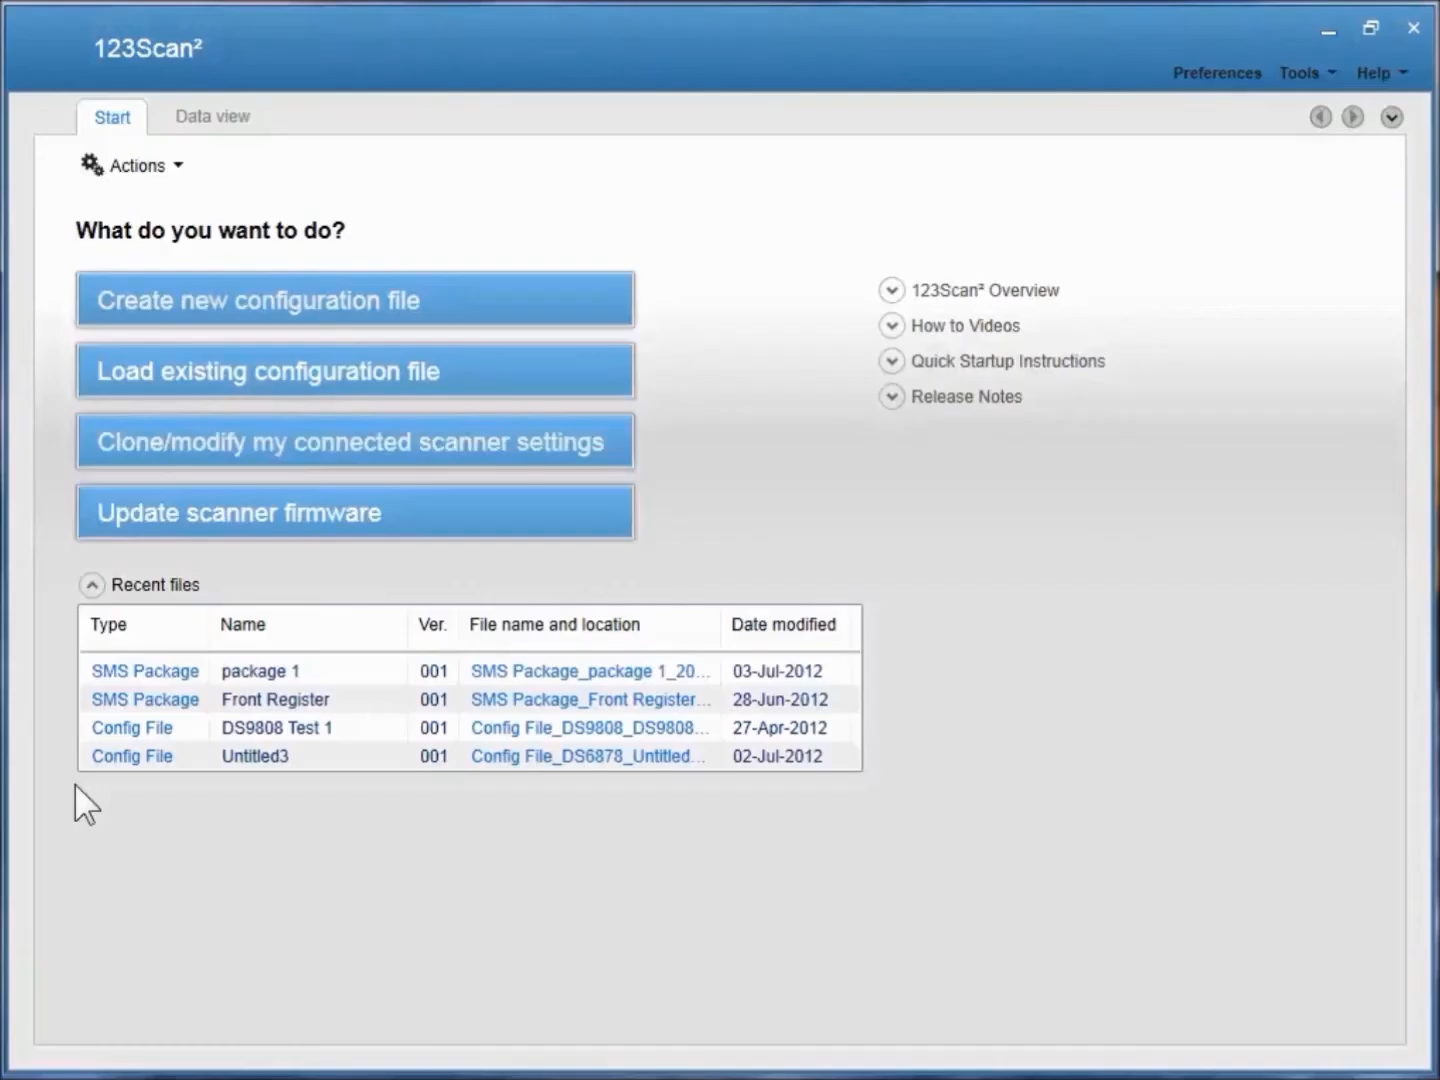 123Scan²
Preferences Tools Help
Start Data view
Actions
What do you want to do?
Create new configuration file
Load existing configuration file
Clone/modify my connected scanner settings
Update scanner firmware
123Scan² Overview
How to Videos
Quick Startup Instructions
Release Notes
Recent files
Type Name Ver. File name and location Date modified
SMS Package package 1 001 SMS Package_package 1_20... 03-Jul-2012
SMS Package Front Register 001 SMS Package_Front Register... 28-Jun-2012
Config File DS9808 Test 1 001 Config File_DS9808_DS9808... 27-Apr-2012
Config File Untitled3 001 Config File_DS6878_Untitled... 02-Jul-2012